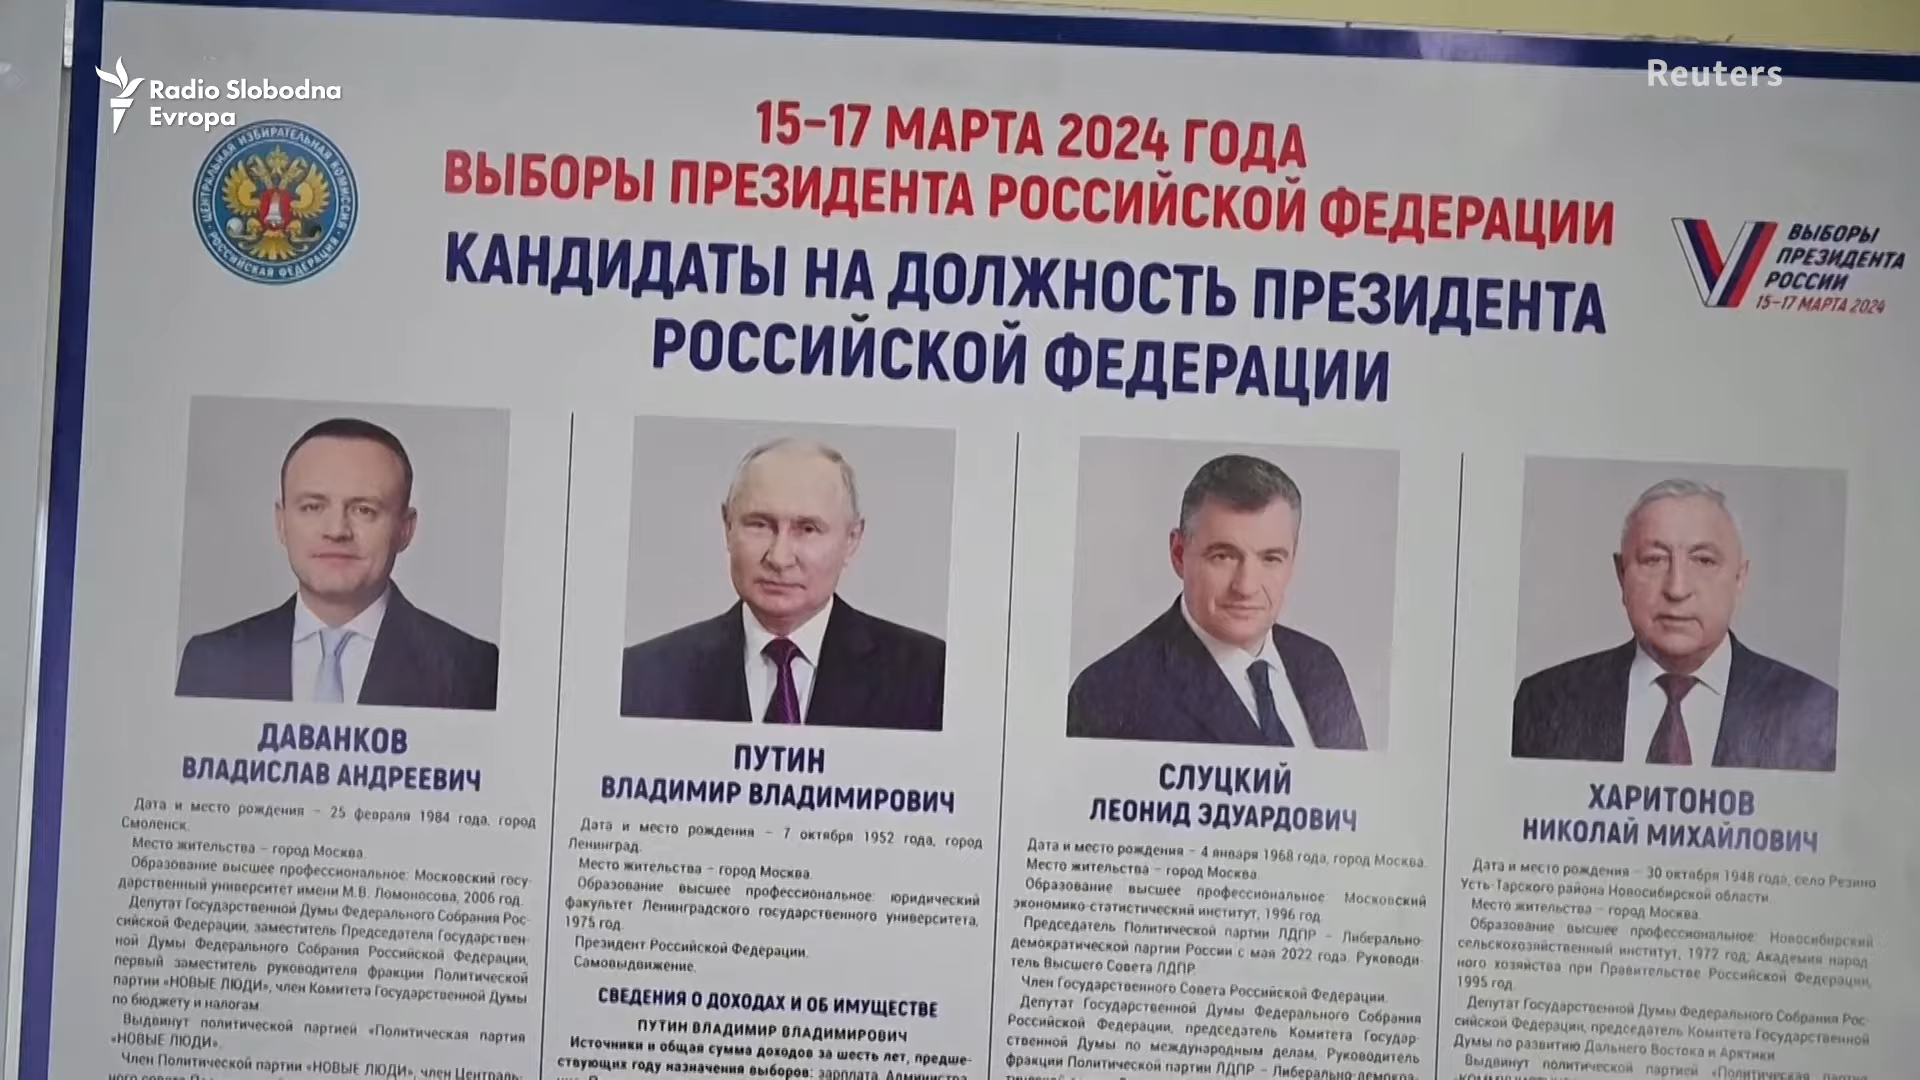 Radio Slobodna
Evropa
Reuters
ЦЕНТРАЛЬНАЯ ИЗБИРАТЕЛЬНАЯ КОМИССИЯ
РОССИЙСКАЯ ФЕДЕРАЦИЯ
15-17 МАРТА 2024 ГОДА
ВЫБОРЫ ПРЕЗИДЕНТА РОССИЙСКОЙ ФЕДЕРАЦИИ
КАНДИДАТЫ НА ДОЛЖНОСТЬ ПРЕЗИДЕНТА
РОССИЙСКОЙ ФЕДЕРАЦИИ
ВЫБОРЫ
ПРЕЗИДЕНТА
РОССИИ
15-17 МАРТА 2024
ДАВАНКОВ
ВЛАДИСЛАВ АНДРЕЕВИЧ
Дата и место рождения – 25 февраля 1984 года, город
Смоленск.
Место жительства – город Москва.
Образование высшее профессиональное: Московский госу-
дарственный университет имени М.В. Ломоносова, 2006 год.
Депутат Государственной Думы Федерального Собрания Рос-
сийской Федерации, заместитель Председателя Государствен-
ной Думы Федерального Собрания Российской Федерации,
первый заместитель руководителя фракции Политической
партии «НОВЫЕ ЛЮДИ», член Комитета Государственной Думы
по бюджету и налогам.
Выдвинут политической партией «Политическая партия
«НОВЫЕ ЛЮДИ».
Член Политической партии «НОВЫЕ ЛЮДИ», член Централь-
ПУТИН
ВЛАДИМИР ВЛАДИМИРОВИЧ
Дата и место рождения – 7 октября 1952 года, город
Ленинград.
Место жительства – город Москва.
Образование высшее профессиональное: юридический
факультет Ленинградского государственного университета,
1975 год.
Президент Российской Федерации.
Самовыдвижение.
СВЕДЕНИЯ О ДОХОДАХ И ОБ ИМУЩЕСТВЕ
ПУТИН ВЛАДИМИР ВЛАДИМИРОВИЧ
Источники и общая сумма доходов за шесть лет, предше-
ствующих году назначения выборов: зарплата, Администра-
СЛУЦКИЙ
ЛЕОНИД ЭДУАРДОВИЧ
Дата и место рождения – 4 января 1968 года, город Москва.
Место жительства – город Москва.
Образование высшее профессиональное: Московский
экономико-статистический институт, 1996 год.
Председатель Политической партии ЛДПР – Либерально-
демократической партии России с мая 2022 года. Руководи-
тель Высшего Совета ЛДПР.
Член Государственного Совета Российской Федерации.
Депутат Государственной Думы Федерального Собрания
Российской Федерации, председатель Комитета Государ-
ственной Думы по международным делам, Руководитель
фракции Политической партии ЛДПР – Либерально-демокра-
ХАРИТОНОВ
НИКОЛАЙ МИХАЙЛОВИЧ
Дата и место рождения – 30 октября 1948 года, село Резино
Усть-Тарского района Новосибирской области.
Место жительства – город Москва.
Образование высшее профессиональное: Новосибирский
сельскохозяйственный институт, 1972 год; Академия народ-
ного хозяйства при Правительстве Российской Федерации,
1995 год.
Депутат Государственной Думы Федерального Собрания Рос-
сийской Федерации, председатель Комитета Государственной
Думы по развитию Дальнего Востока и Арктики.
Выдвинут политической партией «Политическая партия